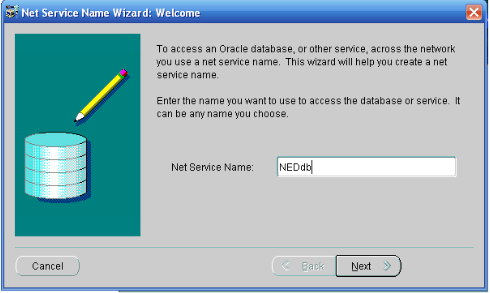 Net Service Name Wizard: Welcome
To access an Oracle database, or other service, across the network
you use a net service name. This wizard will help you create a net
service name.
Enter the name you want to use to access the database or service. It
can be any name you choose.
Net Service Name: NEDdb
Cancel Back Next